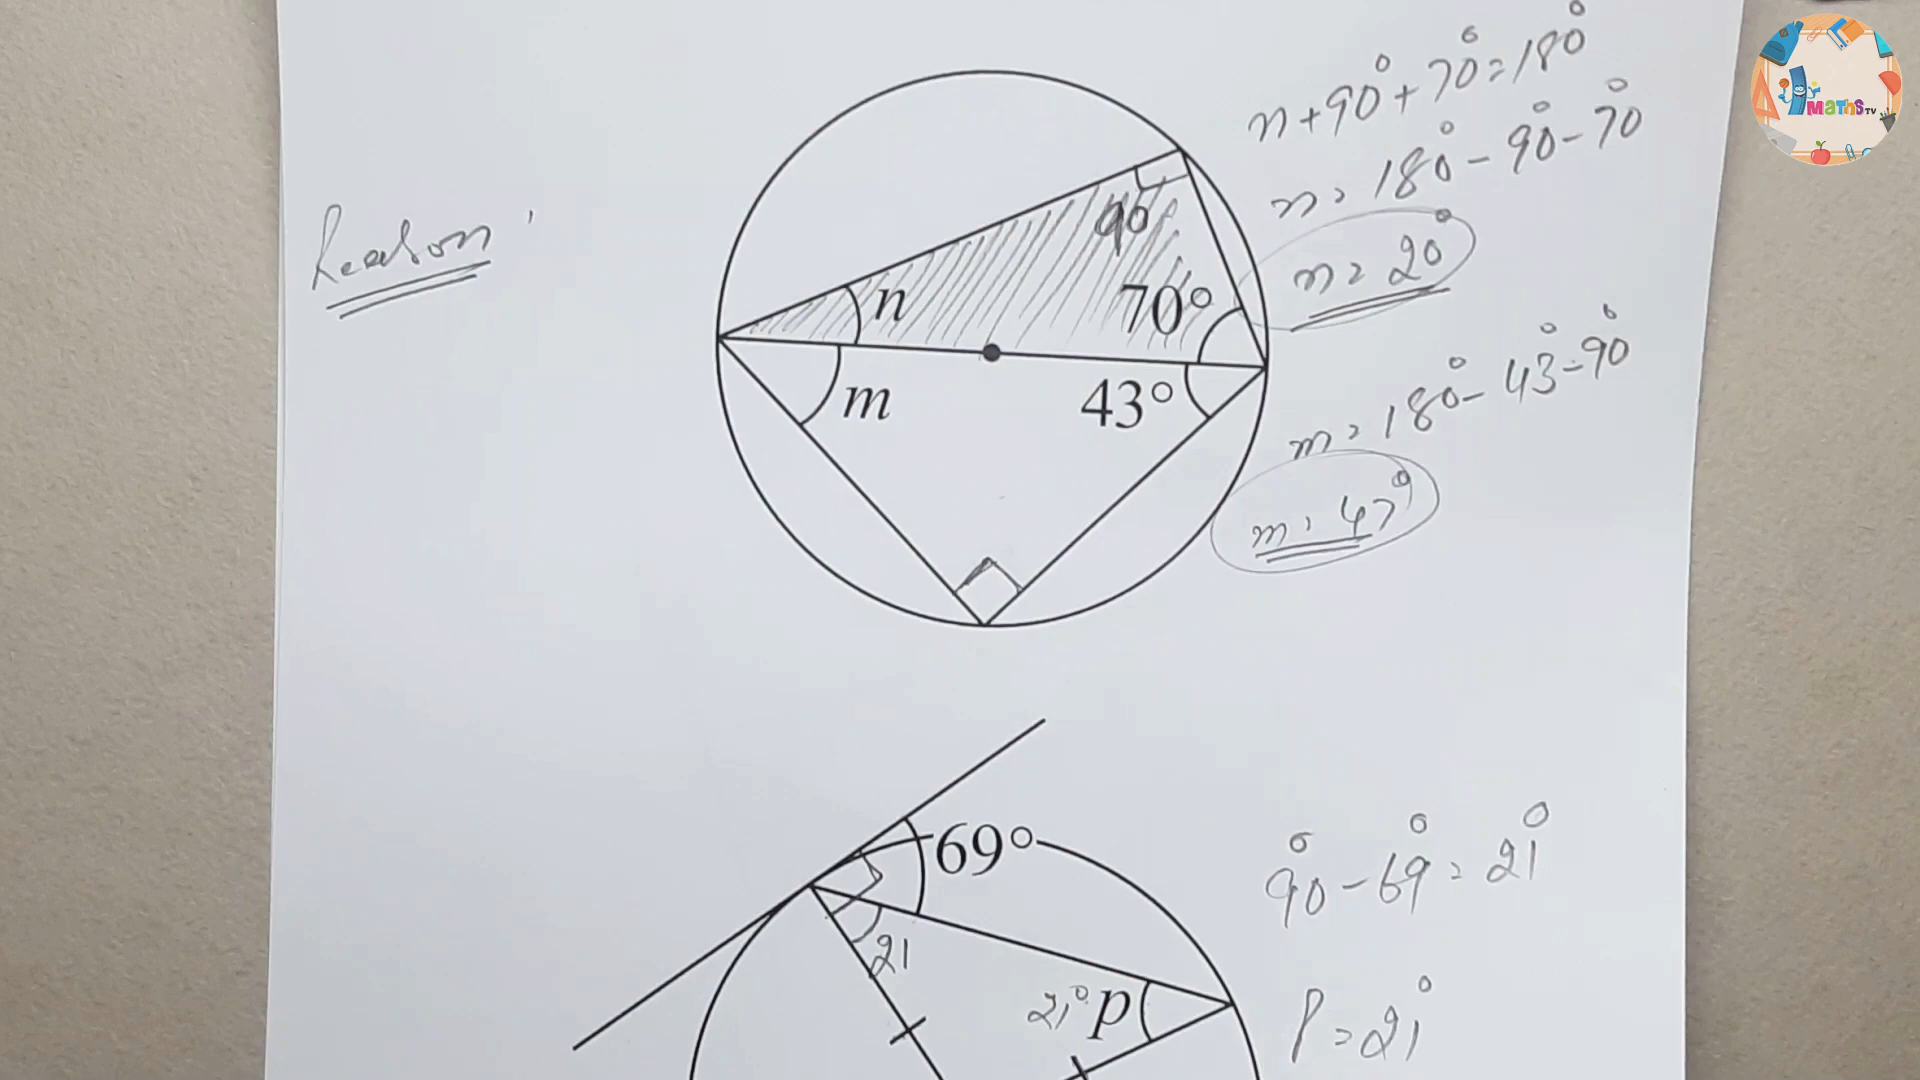 MATHS TV
n + 90° + 70° = 180°
n = 180° - 90° - 70°
n = 20°
Reason :
90
n
70°
m
43°
m = 180° - 43° - 90°
m = 47°
69°
90° - 69° = 21°
21
21° p
P = 21°